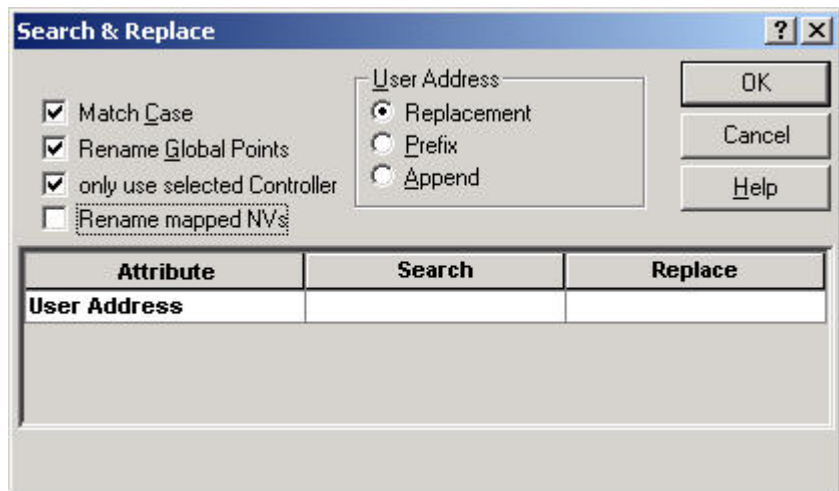 Search & Replace
Match Case
Rename Global Points
only use selected Controller
Rename mapped NVs
User Address
Replacement
Prefix
Append
OK
Cancel
Help
Attribute Search Replace
User Address